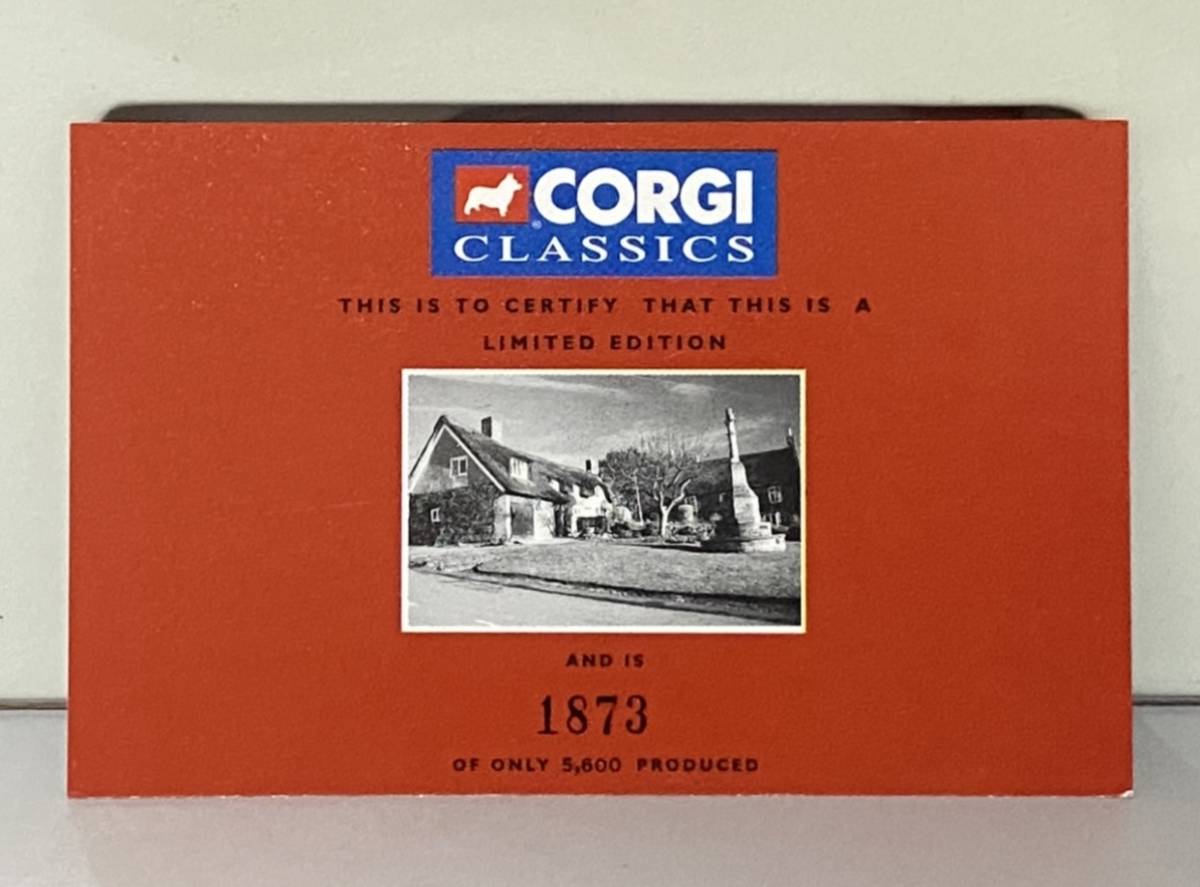 CORGI
CLASSICS
THIS IS TO CERTIFY THAT THIS IS A
LIMITED EDITION
AND IS
1873
OF ONLY 5,600 PRODUCED